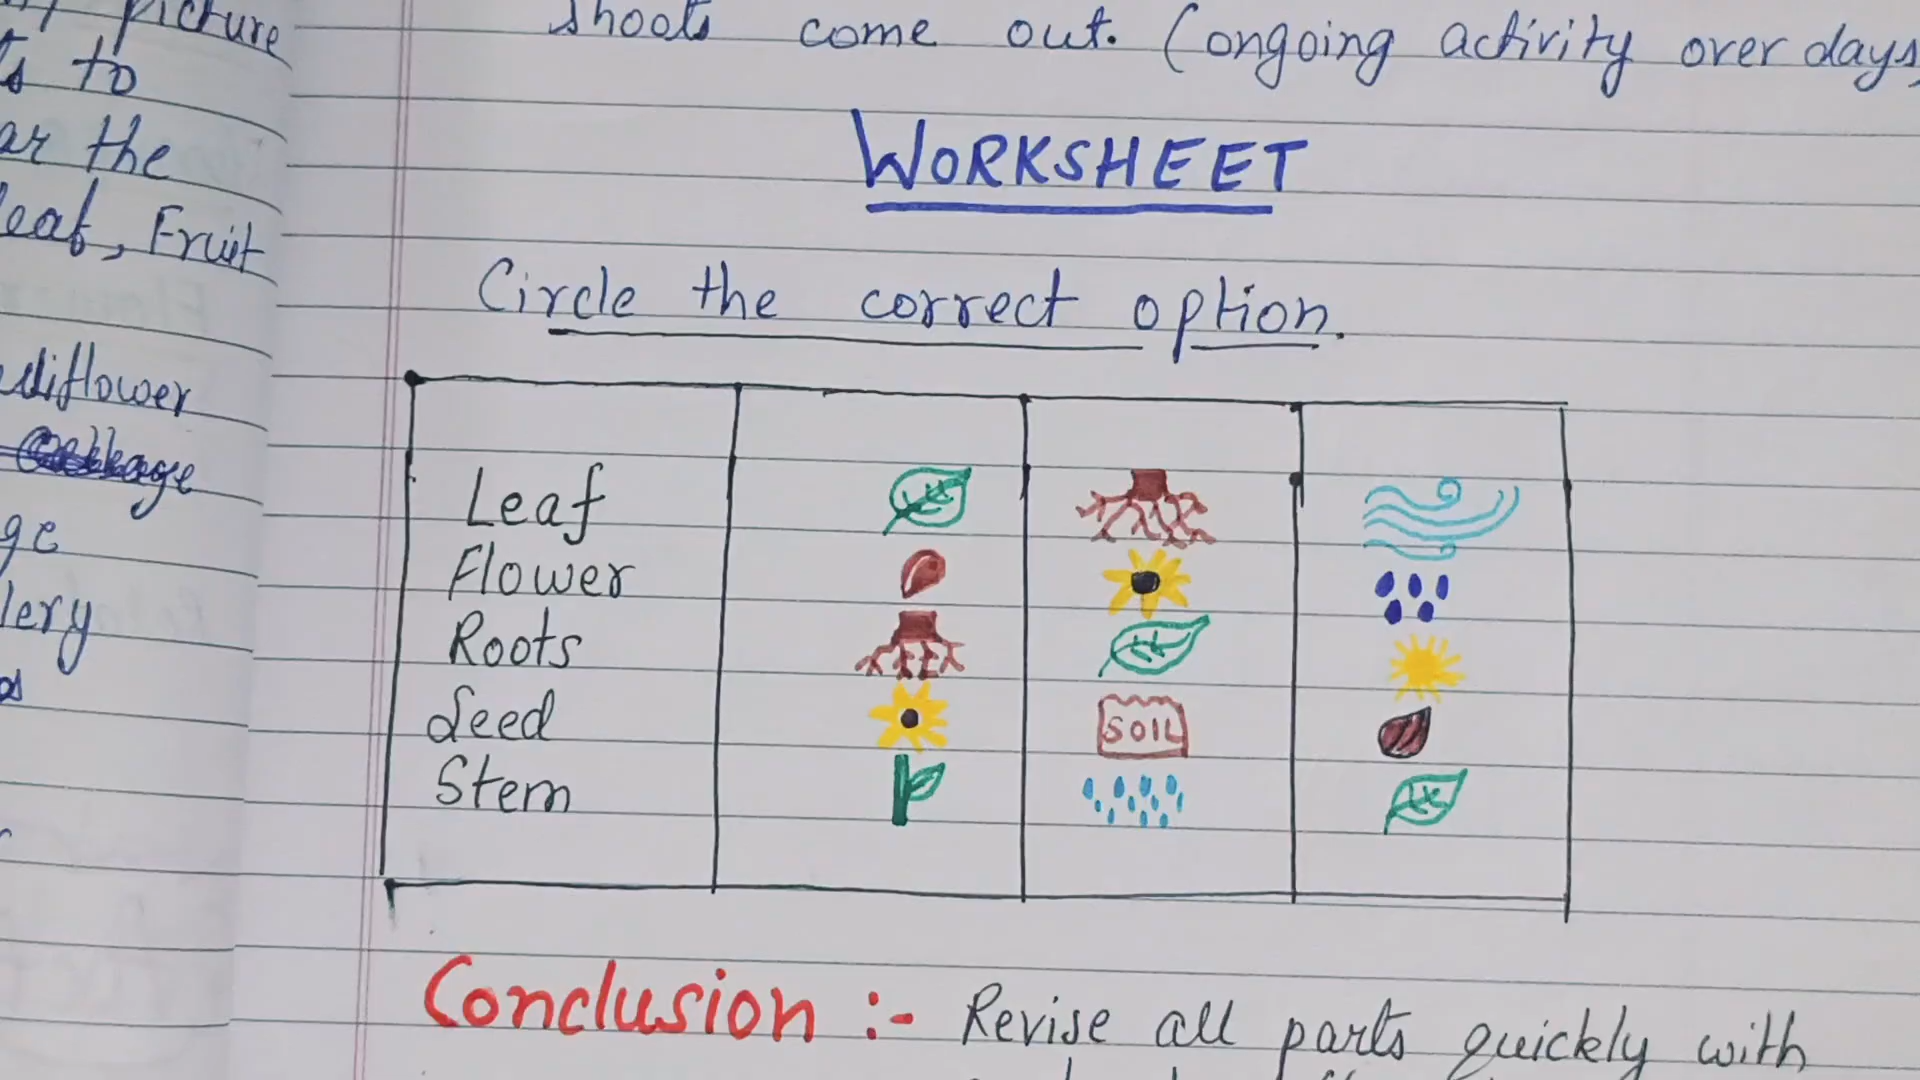 picture
to
the
leaf, Fruit
shoots come out. (ongoing activity over days
WORKSHEET
Circle the correct option.
Leaf
Flower
Roots
Seed SOIL
Stem
Conclusion :- Revise all parts quickly with